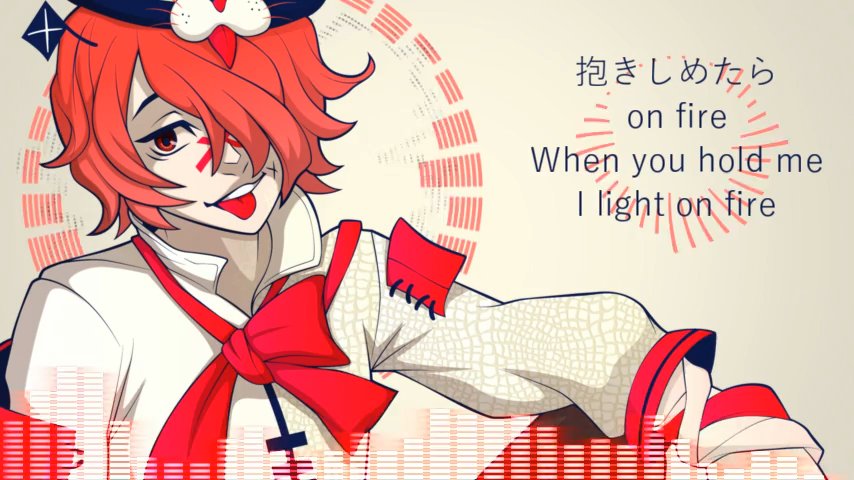 抱きしめたら
on fire
When you hold me
I light on fire